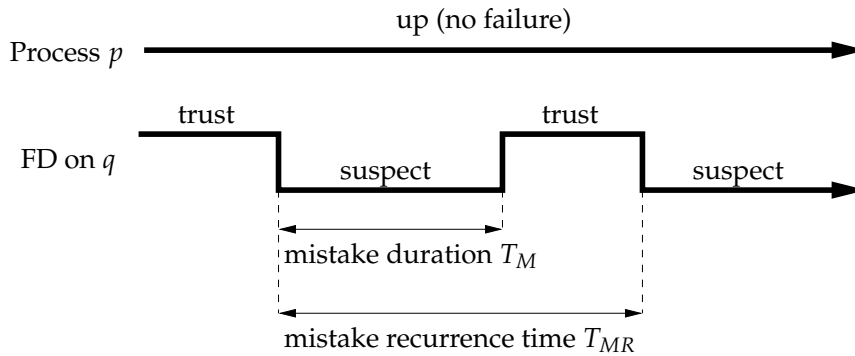 up (no failure)
Process p
trust trust
FD on q
suspect suspect
mistake duration T_M
mistake recurrence time T_MR